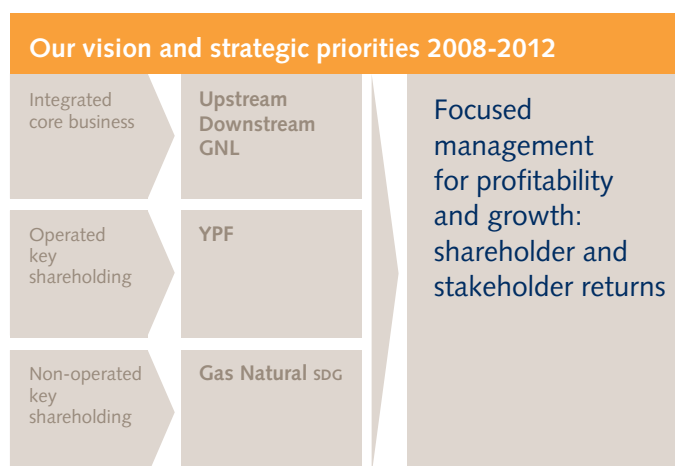 Our vision and strategic priorities 2008-2012
Integrated
core business
Upstream
Downstream
GNL
Operated
key
shareholding
YPF
Non-operated
key
shareholding
Gas Natural SDG
Focused
management
for profitability
and growth:
shareholder and
stakeholder returns